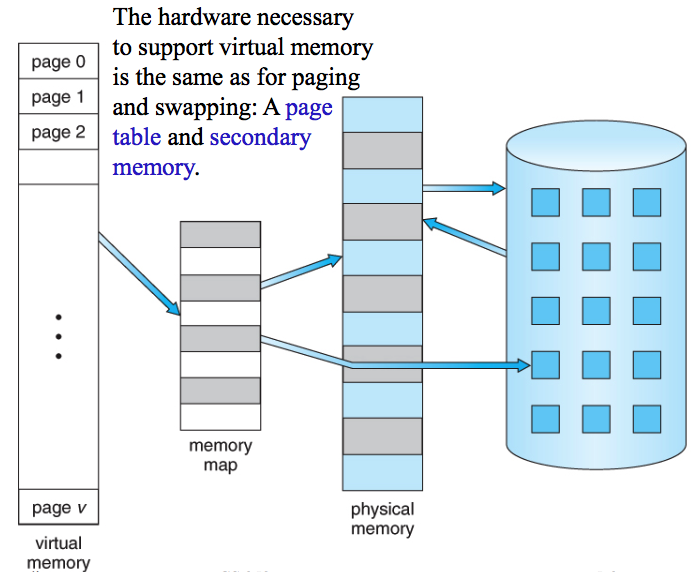 The hardware necessary
to support virtual memory
is the same as for paging
and swapping: A page
table and secondary
memory.
page 0
page 1
page 2
page v
virtual
memory
memory
map
physical
memory